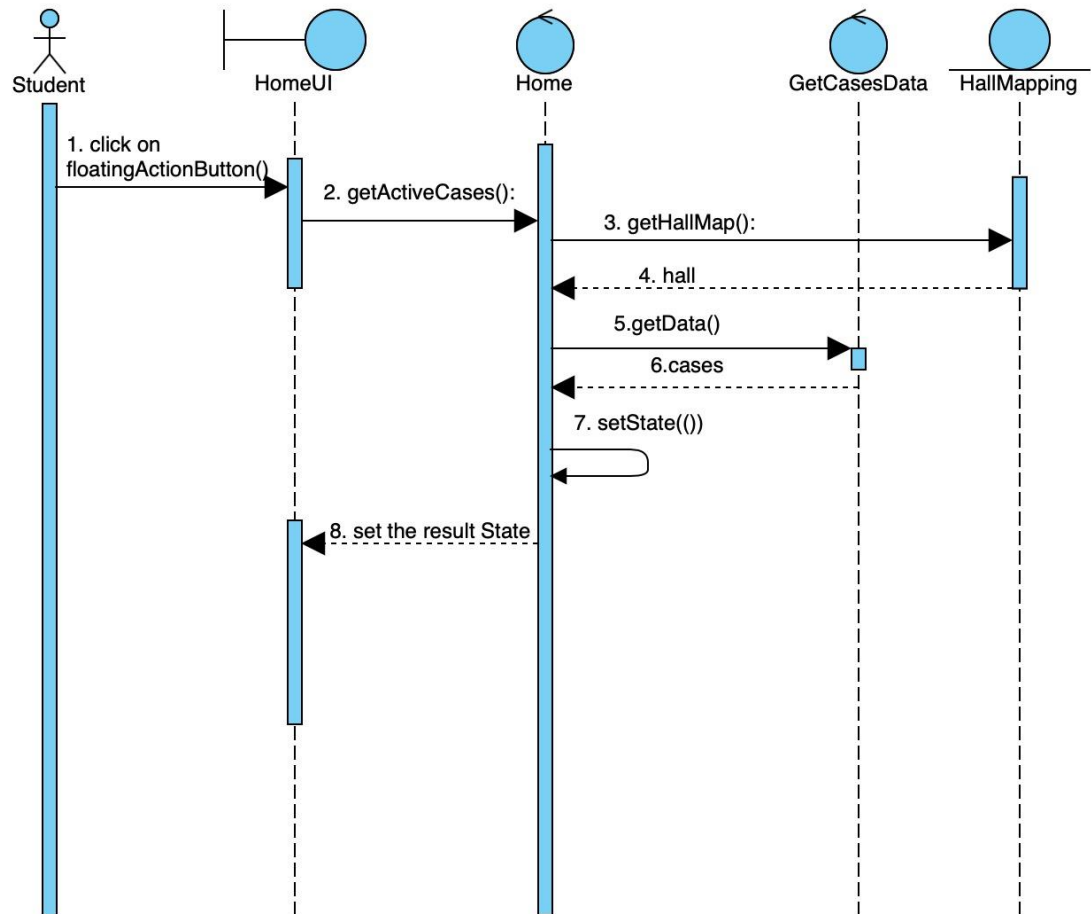 Student
HomeUI
Home
GetCasesData
HallMapping
1. click on
floatingActionButton()
2. getActiveCases():
3. getHallMap():
4. hall
5.getData()
6.cases
7. setState(())
8. set the result State